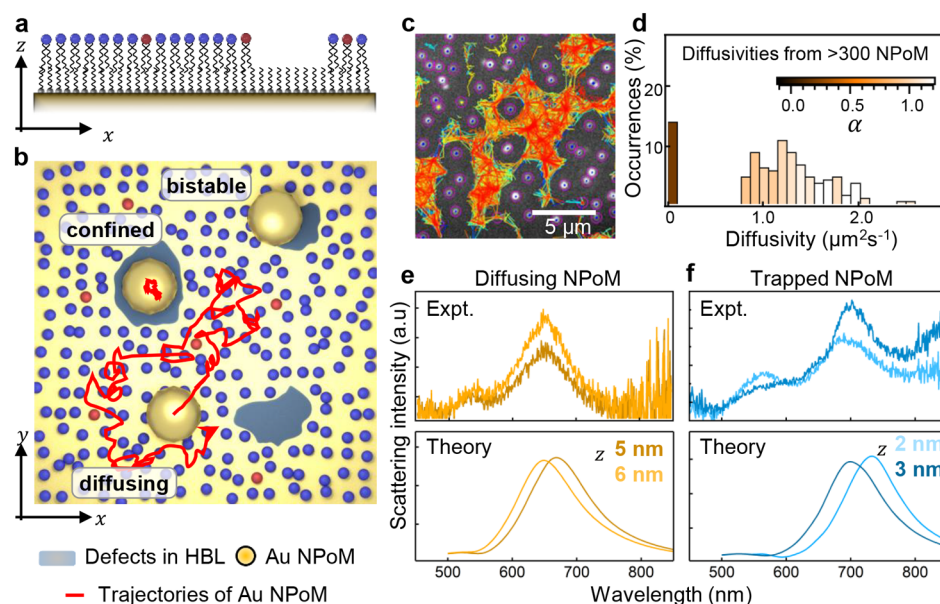 a
z
x
b
bistable
confined
diffusing
y
x
Defects in HBL
Au NPoM
Trajectories of Au NPoM
c
5 μm
d
Diffusivities from >300 NPoM
0.0 0.5 1.0
α
Occurrences (%)
20
10
0 1.0 2.0
Diffusivity (μm²s⁻¹)
e
Diffusing NPoM
Expt.
Theory
z 5 nm
6 nm
500 600 700 800
f
Trapped NPoM
Expt.
Theory
z 2 nm
3 nm
500 600 700 800
Scattering intensity (a.u)
Wavelength (nm)